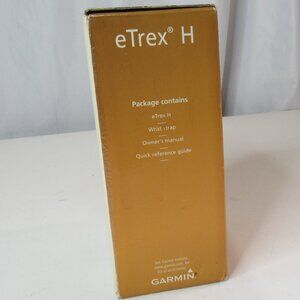 eTrex® H
Package contains
eTrex H
Wrist strap
Owner's manual
Quick reference guide
GARMIN